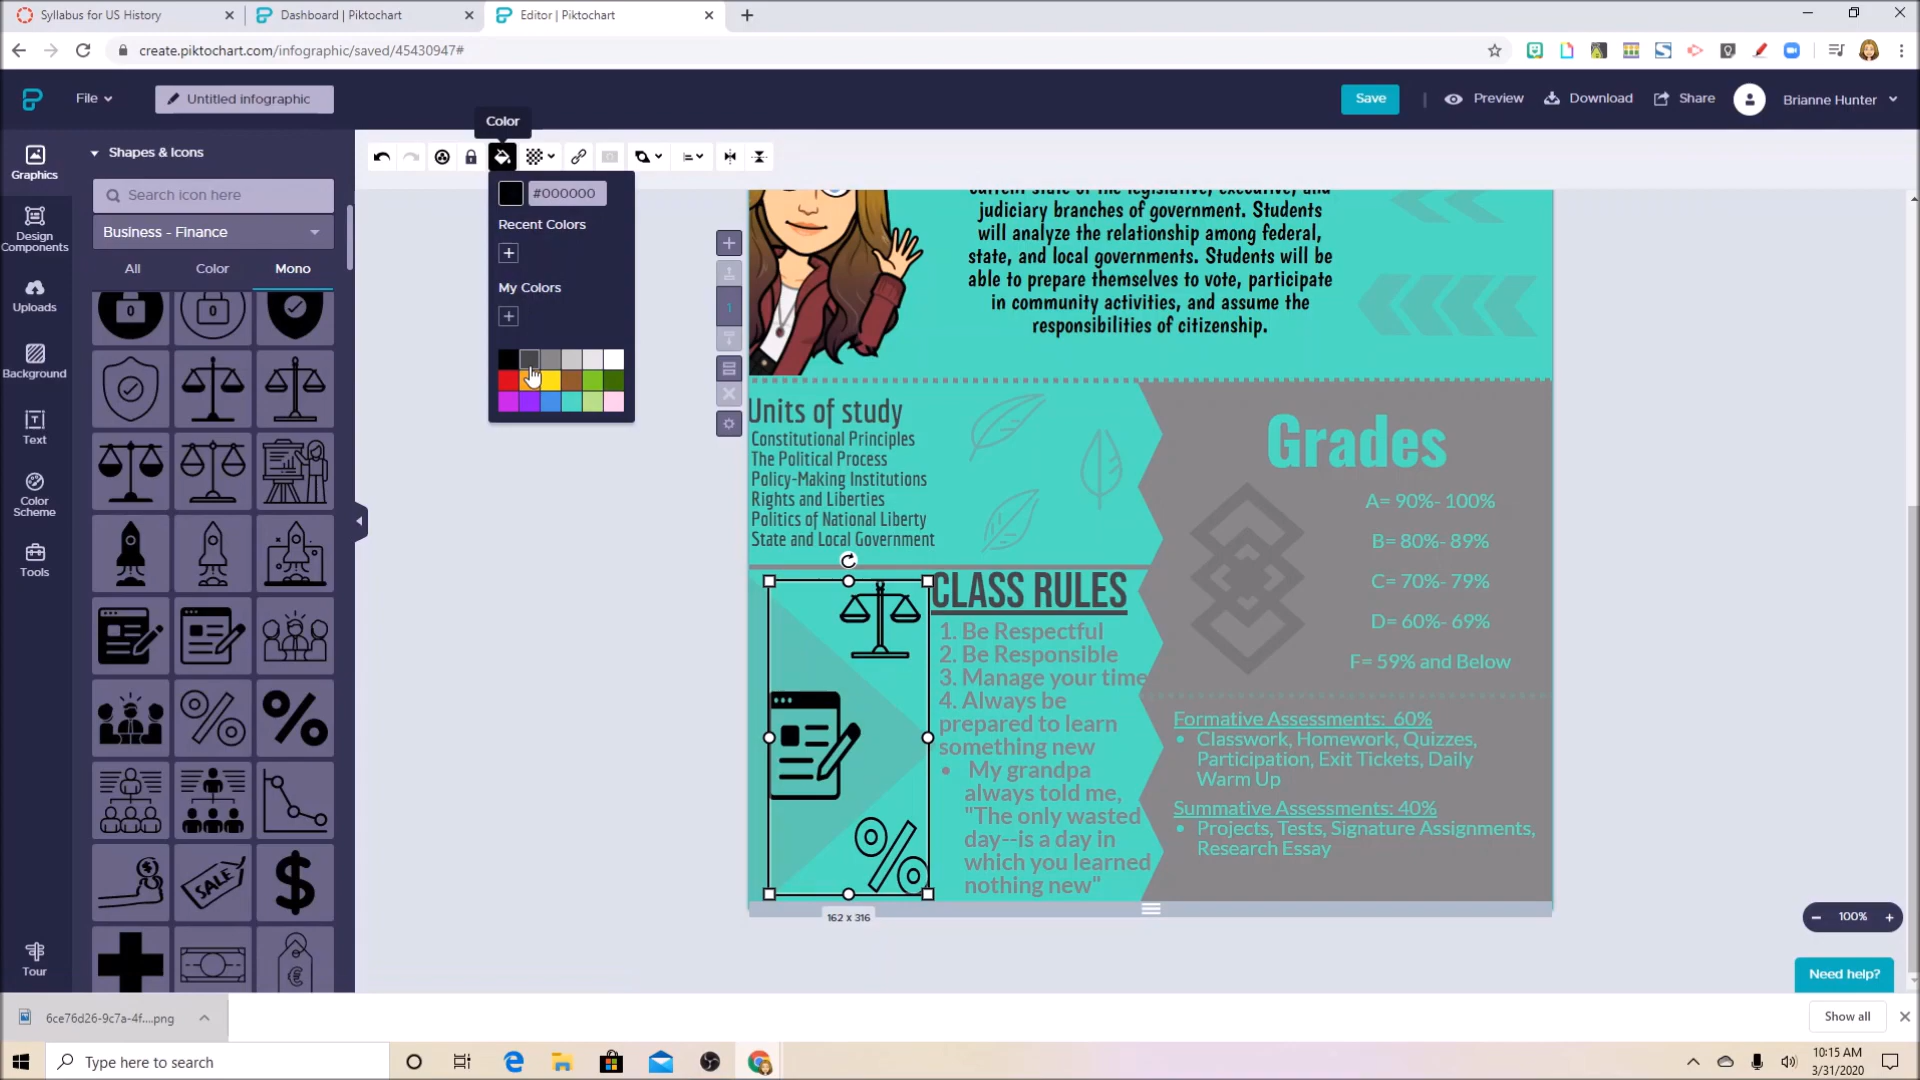 Syllabus for US History
Dashboard | Piktochart
Editor | Piktochart
create.piktochart.com/infographic/saved/45430947#
File
Untitled infographic
Color
Save
Preview
Download
Share
Brianne Hunter
Graphics
Design
Components
Uploads
Background
Text
Color
Scheme
Tools
Tour
Shapes & Icons
Search icon here
Business - Finance
All
Color
Mono
SALE
#000000
Recent Colors
My Colors
1
current state of the legislative, executive, and
judiciary branches of government. Students
will analyze the relationship among federal,
state, and local governments. Students will be
able to prepare themselves to vote, participate
in community activities, and assume the
responsibilities of citizenship.
Units of study
Constitutional Principles
The Political Process
Policy-Making Institutions
Rights and Liberties
Politics of National Liberty
State and Local Government
CLASS RULES
1. Be Respectful
2. Be Responsible
3. Manage your time
4. Always be
prepared to learn
something new
• My grandpa
always told me,
"The only wasted
day--is a day in
which you learned
nothing new"
Grades
A= 90%- 100%
B= 80%- 89%
C= 70%- 79%
D= 60%- 69%
F= 59% and Below
Formative Assessments: 60%
• Classwork, Homework, Quizzes,
Participation, Exit Tickets, Daily
Warm Up
Summative Assessments: 40%
• Projects, Tests, Signature Assignments,
Research Essay
162 x 316
100%
Need help?
6ce76d26-9c7a-4f....png
Show all
Type here to search
10:15 AM
3/31/2020